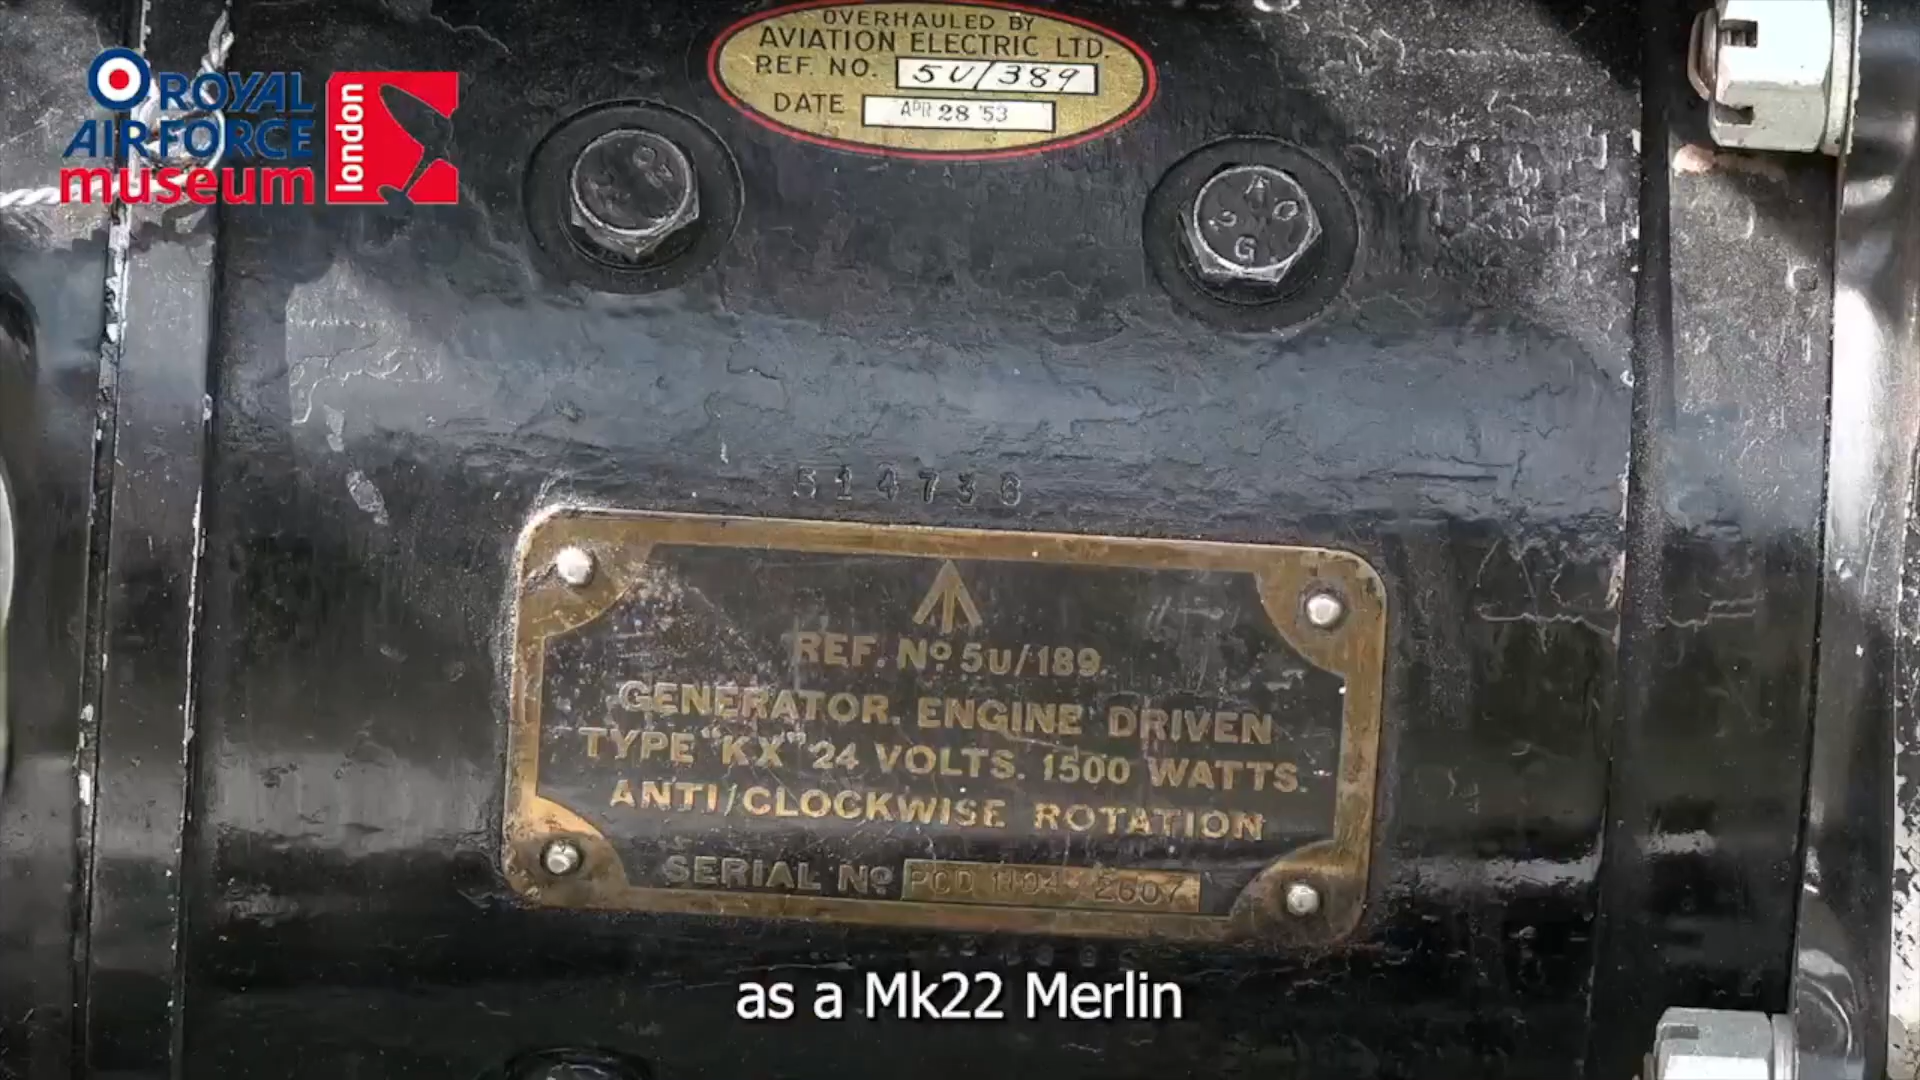 OVERHAULED BY
AVIATION ELECTRIC LTD.
REF. NO. 5U/389
DATE APR 28 '53
ROYAL
AIR FORCE
museum
london
A
514736
REF. Nº 5U/189.
GENERATOR. ENGINE DRIVEN
TYPE "KX" 24 VOLTS. 1500 WATTS.
ANTI/CLOCKWISE ROTATION
SERIAL Nº PCD 2607
as a Mk22 Merlin